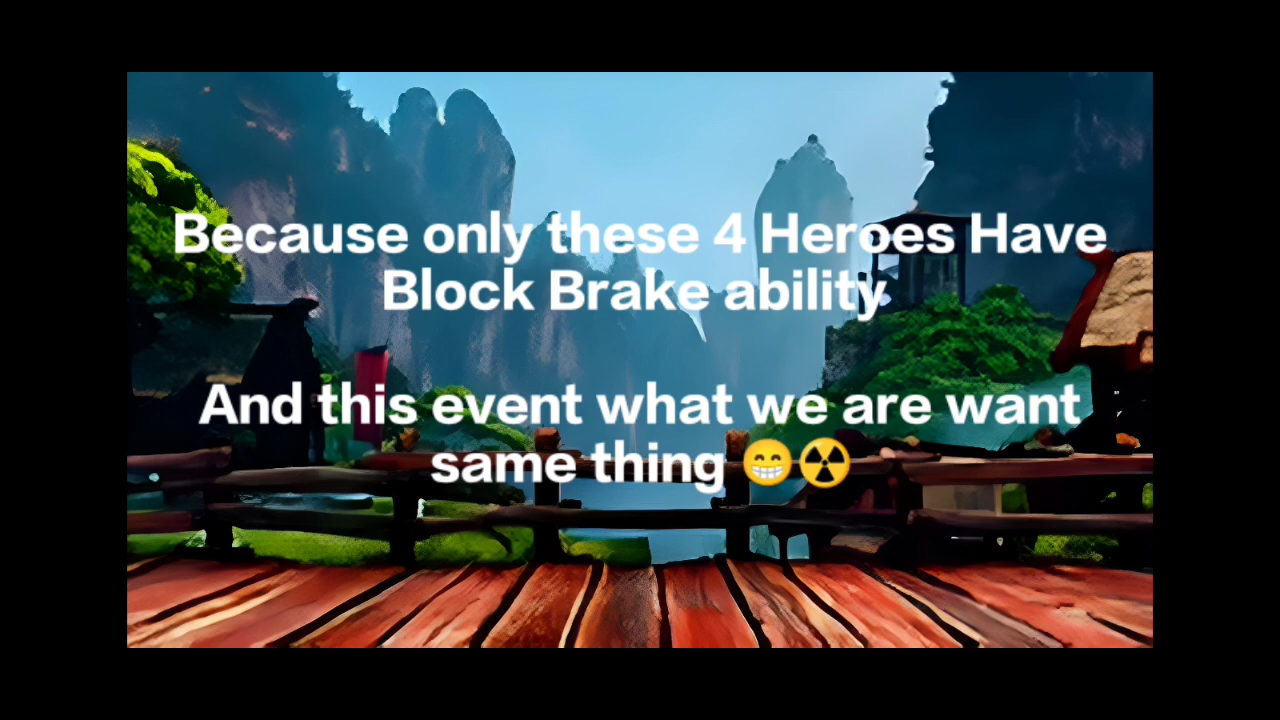 Because only these 4 Heroes Have
Block Brake ability
And this event what we are want
same thing 😁☢️